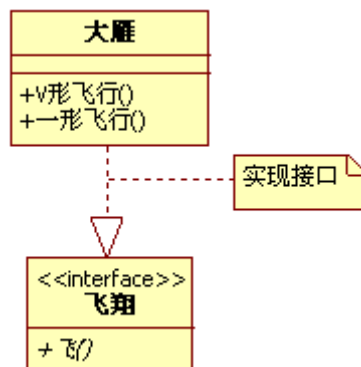 大雁
+V形飞行()
+一形飞行()
实现接口
<<interface>>
飞翔
+ 飞()